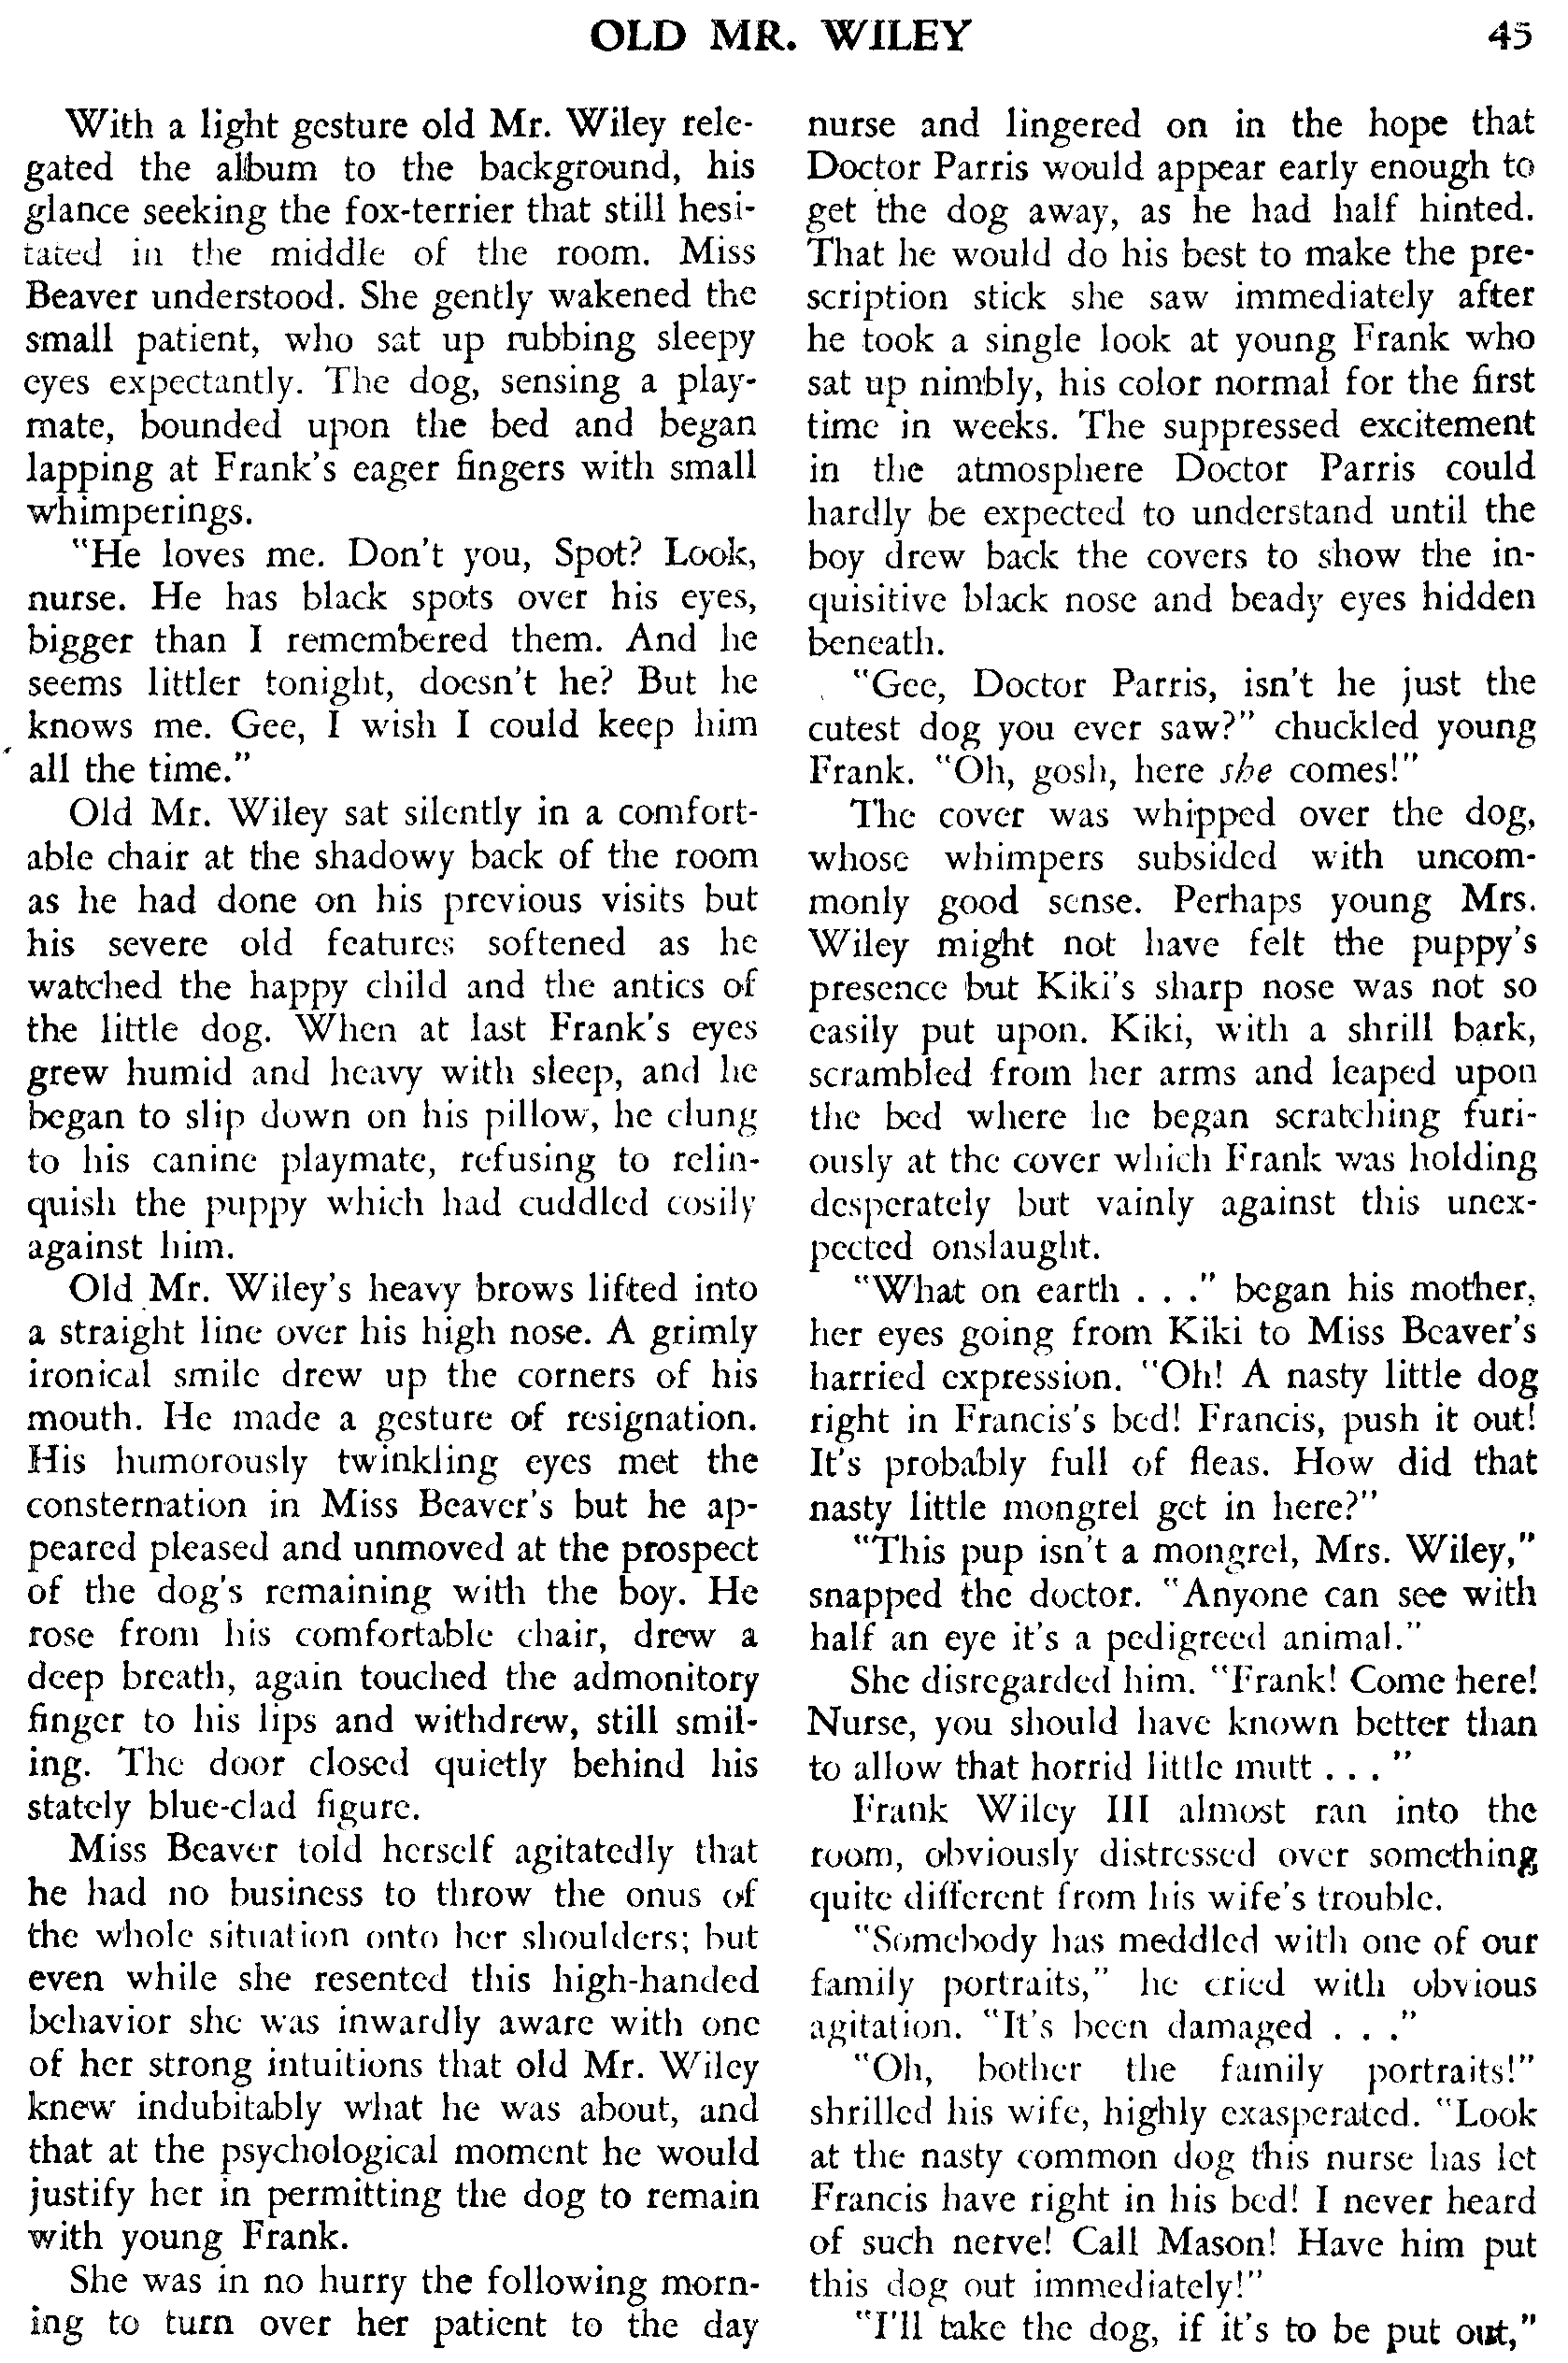 OLD MR. WILEY 45
With a light gesture old Mr. Wiley rele-
gated the album to the background, his
glance seeking the fox-terrier that still hesi-
tated in the middle of the room. Miss
Beaver understood. She gently wakened the
small patient, who sat up rubbing sleepy
eyes expectantly. The dog, sensing a play-
mate, bounded upon the bed and began
lapping at Frank's eager fingers with small
whimperings.
"He loves me. Don't you, Spot? Look,
nurse. He has black spots over his eyes,
bigger than I remembered them. And he
seems littler tonight, doesn't he? But he
knows me. Gee, I wish I could keep him
all the time."
Old Mr. Wiley sat silently in a comfort-
able chair at the shadowy back of the room
as he had done on his previous visits but
his severe old features softened as he
watched the happy child and the antics of
the little dog. When at last Frank's eyes
grew humid and heavy with sleep, and he
began to slip down on his pillow, he clung
to his canine playmate, refusing to relin-
quish the puppy which had cuddled cosily
against him.
Old Mr. Wiley's heavy brows lifted into
a straight line over his high nose. A grimly
ironical smile drew up the corners of his
mouth. He made a gesture of resignation.
His humorously twinkling eyes met the
consternation in Miss Beaver's but he ap-
peared pleased and unmoved at the prospect
of the dog's remaining with the boy. He
rose from his comfortable chair, drew a
deep breath, again touched the admonitory
finger to his lips and withdrew, still smil-
ing. The door closed quietly behind his
stately blue-clad figure.
Miss Beaver told herself agitatedly that
he had no business to throw the onus of
the whole situation onto her shoulders; but
even while she resented this high-handed
behavior she was inwardly aware with one
of her strong intuitions that old Mr. Wiley
knew indubitably what he was about, and
that at the psychological moment he would
justify her in permitting the dog to remain
with young Frank.
She was in no hurry the following morn-
ing to turn over her patient to the day
nurse and lingered on in the hope that
Doctor Parris would appear early enough to
get the dog away, as he had half hinted.
That he would do his best to make the pre-
scription stick she saw immediately after
he took a single look at young Frank who
sat up nimbly, his color normal for the first
time in weeks. The suppressed excitement
in the atmosphere Doctor Parris could
hardly be expected to understand until the
boy drew back the covers to show the in-
quisitive black nose and beady eyes hidden
beneath.
"Gee, Doctor Parris, isn't he just the
cutest dog you ever saw?" chuckled young
Frank. "Oh, gosh, here she comes!"
The cover was whipped over the dog,
whose whimpers subsided with uncom-
monly good sense. Perhaps young Mrs.
Wiley might not have felt the puppy's
presence but Kiki's sharp nose was not so
easily put upon. Kiki, with a shrill bark,
scrambled from her arms and leaped upon
the bed where he began scratching furi-
ously at the cover which Frank was holding
desperately but vainly against this unex-
pected onslaught.
"What on earth . . ." began his mother,
her eyes going from Kiki to Miss Beaver's
harried expression. "Oh! A nasty little dog
right in Francis's bed! Francis, push it out!
It's probably full of fleas. How did that
nasty little mongrel get in here?"
"This pup isn't a mongrel, Mrs. Wiley,"
snapped the doctor. "Anyone can see with
half an eye it's a pedigreed animal."
She disregarded him. "Frank! Come here!
Nurse, you should have known better than
to allow that horrid little mutt . . . "
Frank Wiley III almost ran into the
room, obviously distressed over something
quite different from his wife's trouble.
"Somebody has meddled with one of our
family portraits," he cried with obvious
agitation. "It's been damaged . . ."
"Oh, bother the family portraits!"
shrilled his wife, highly exasperated. "Look
at the nasty common dog this nurse has let
Francis have right in his bed! I never heard
of such nerve! Call Mason! Have him put
this dog out immediately!"
"I'll take the dog, if it's to be put out,"